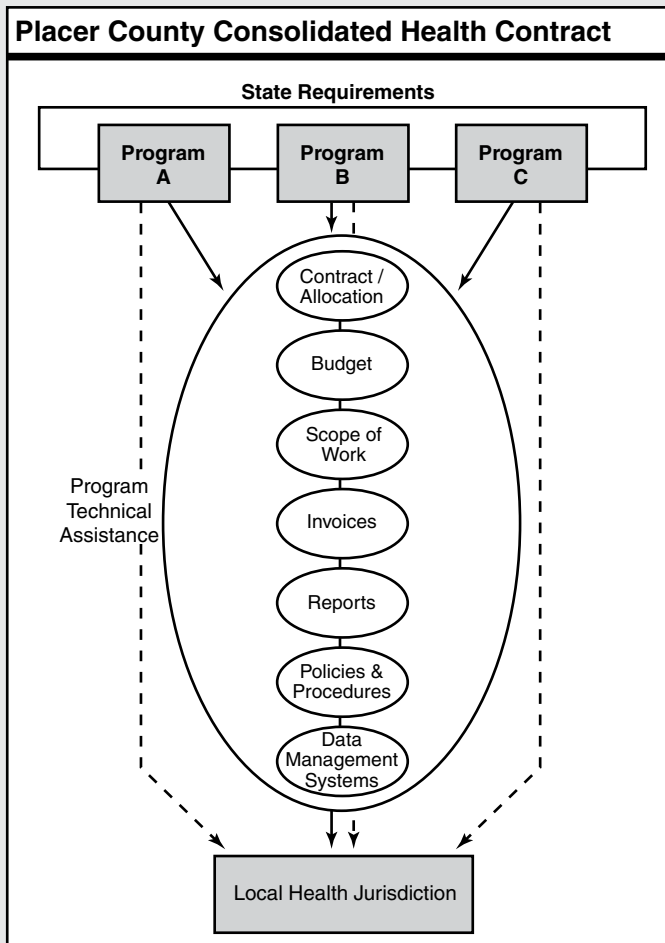 Placer County Consolidated Health Contract
State Requirements
Program
A
Program
B
Program
C
Contract /
Allocation
Budget
Scope of
Work
Invoices
Reports
Policies &
Procedures
Data
Management
Systems
Program
Technical
Assistance
Local Health Jurisdiction